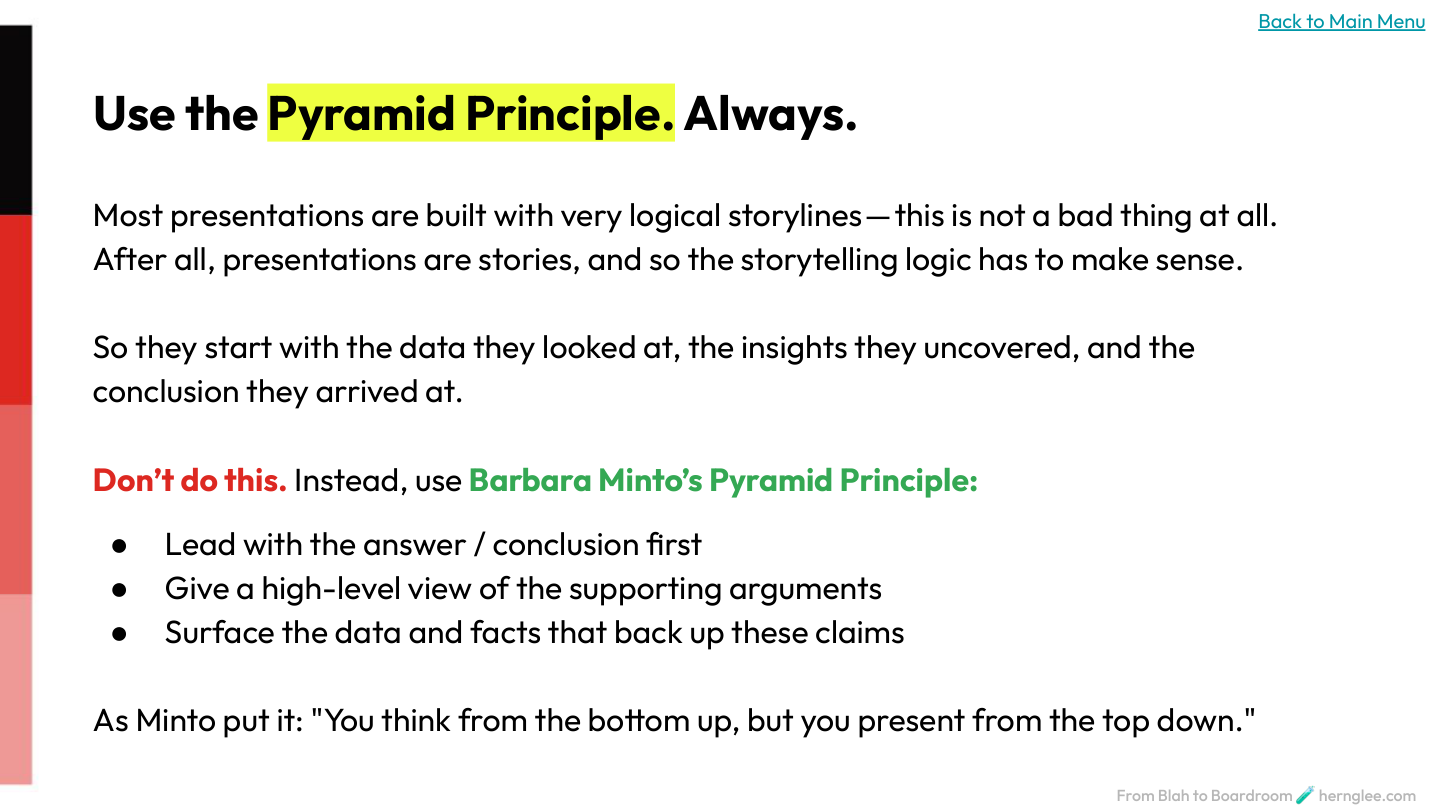 Back to Main Menu
Use the Pyramid Principle. Always.
Most presentations are built with very logical storylines — this is not a bad thing at all.
After all, presentations are stories, and so the storytelling logic has to make sense.
So they start with the data they looked at, the insights they uncovered, and the
conclusion they arrived at.
Don’t do this. Instead, use Barbara Minto’s Pyramid Principle:
● Lead with the answer / conclusion first
● Give a high-level view of the supporting arguments
● Surface the data and facts that back up these claims
As Minto put it: "You think from the bottom up, but you present from the top down."
From Blah to Boardroom 🧪 hernglee.com